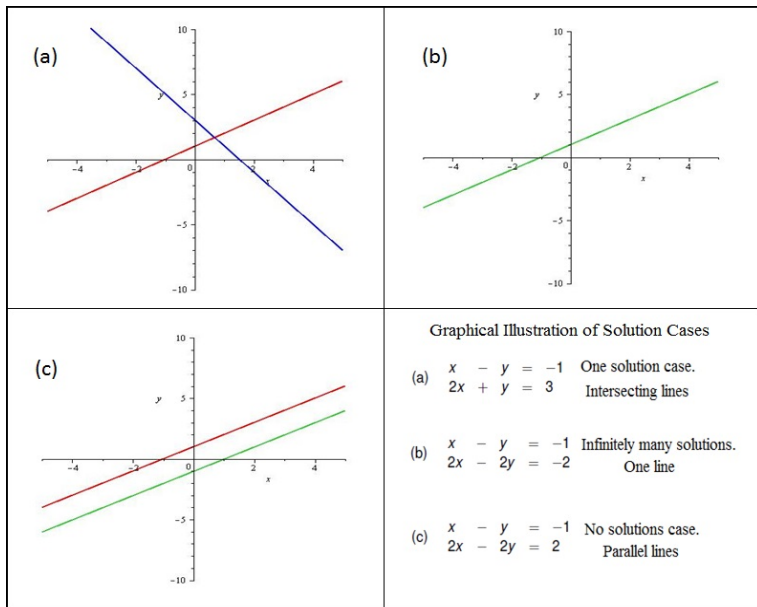 (a)
10
y
5
-4
-2
0
2
4
x
-5
-10
(b)
10
y
5
-4
-2
0
2
4
x
-5
-10
(c)
10
y
5
-4
-2
0
2
4
x
-5
-10
Graphical Illustration of Solution Cases
(a) x - y = -1 One solution case.
2x + y = 3 Intersecting lines
(b) x - y = -1 Infinitely many solutions.
2x - 2y = -2 One line
(c) x - y = -1 No solutions case.
2x - 2y = 2 Parallel lines